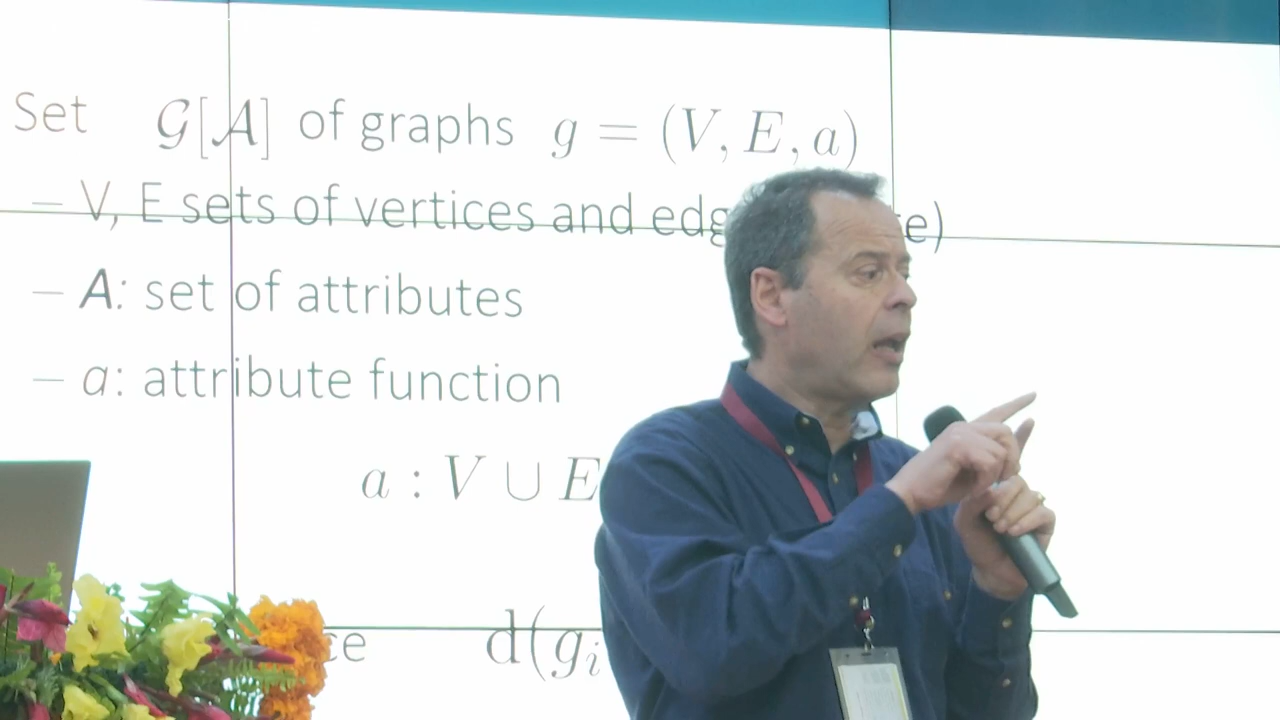 Set 𝒢[𝒜] of graphs g = (V, E, a)
– V, E sets of vertices and edg e)
– A: set of attributes
– a: attribute function
a : V ∪ E
ce d(gᵢ